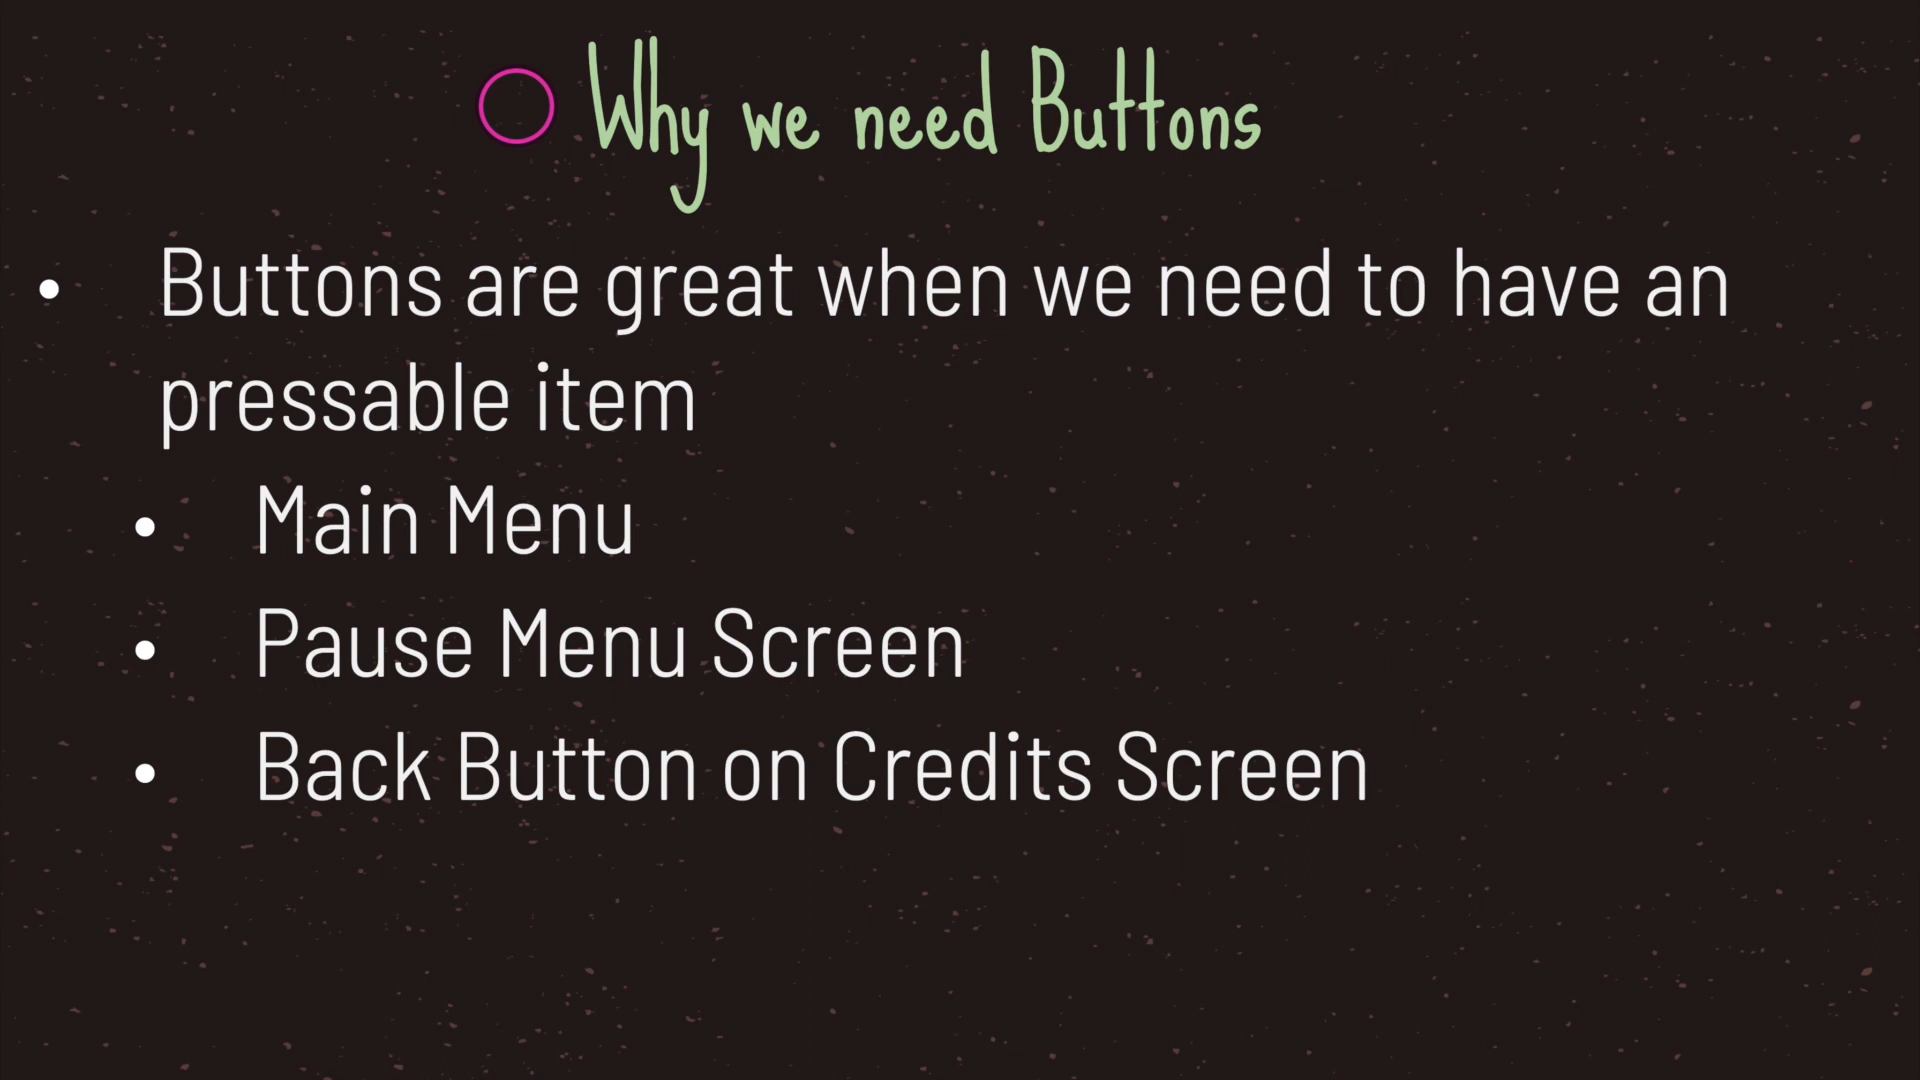 Why we need Buttons
• Buttons are great when we need to have an
pressable item
• Main Menu
• Pause Menu Screen
• Back Button on Credits Screen